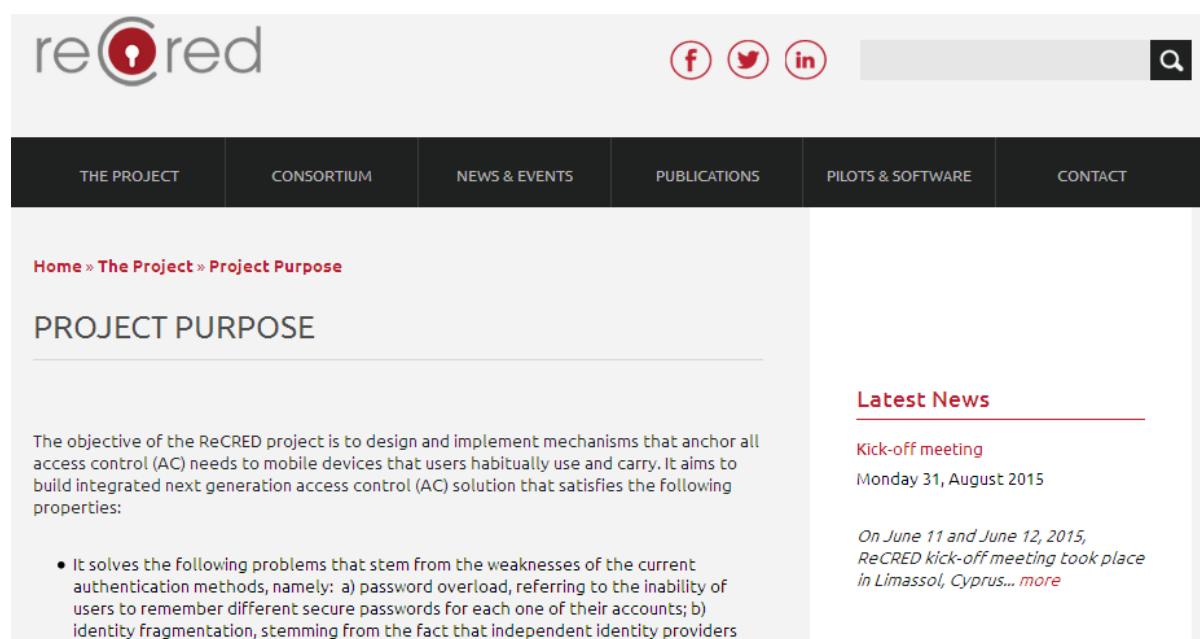 reCred
THE PROJECT
CONSORTIUM
NEWS & EVENTS
PUBLICATIONS
PILOTS & SOFTWARE
CONTACT
Home » The Project » Project Purpose
PROJECT PURPOSE
The objective of the ReCRED project is to design and implement mechanisms that anchor all
access control (AC) needs to mobile devices that users habitually use and carry. It aims to
build integrated next generation access control (AC) solution that satisfies the following
properties:
• It solves the following problems that stem from the weaknesses of the current
authentication methods, namely: a) password overload, referring to the inability of
users to remember different secure passwords for each one of their accounts; b)
identity fragmentation, stemming from the fact that independent identity providers
Latest News
Kick-off meeting
Monday 31, August 2015
On June 11 and June 12, 2015,
ReCRED kick-off meeting took place
in Limassol, Cyprus... more